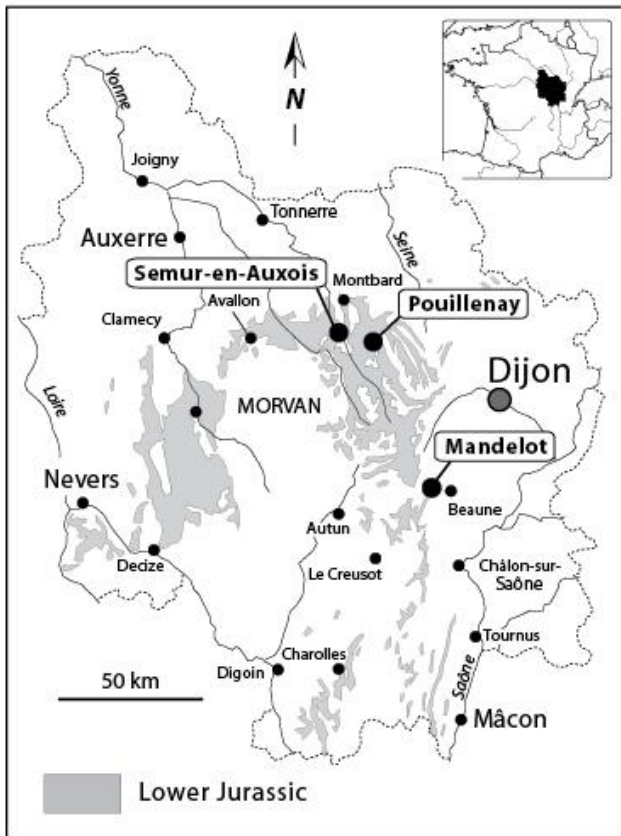 Yonne
N
Joigny
Tonnerre
Seine
Auxerre
Semur-en-Auxois
Montbard
Avallon
Pouillenay
Clamecy
Loire
MORVAN
Dijon
Mandelot
Nevers
Beaune
Autun
Decize
Le Creusot
Châlon-sur-
Saône
Tournus
Charolles
Digoin
Saône
50 km
Mâcon
Lower Jurassic